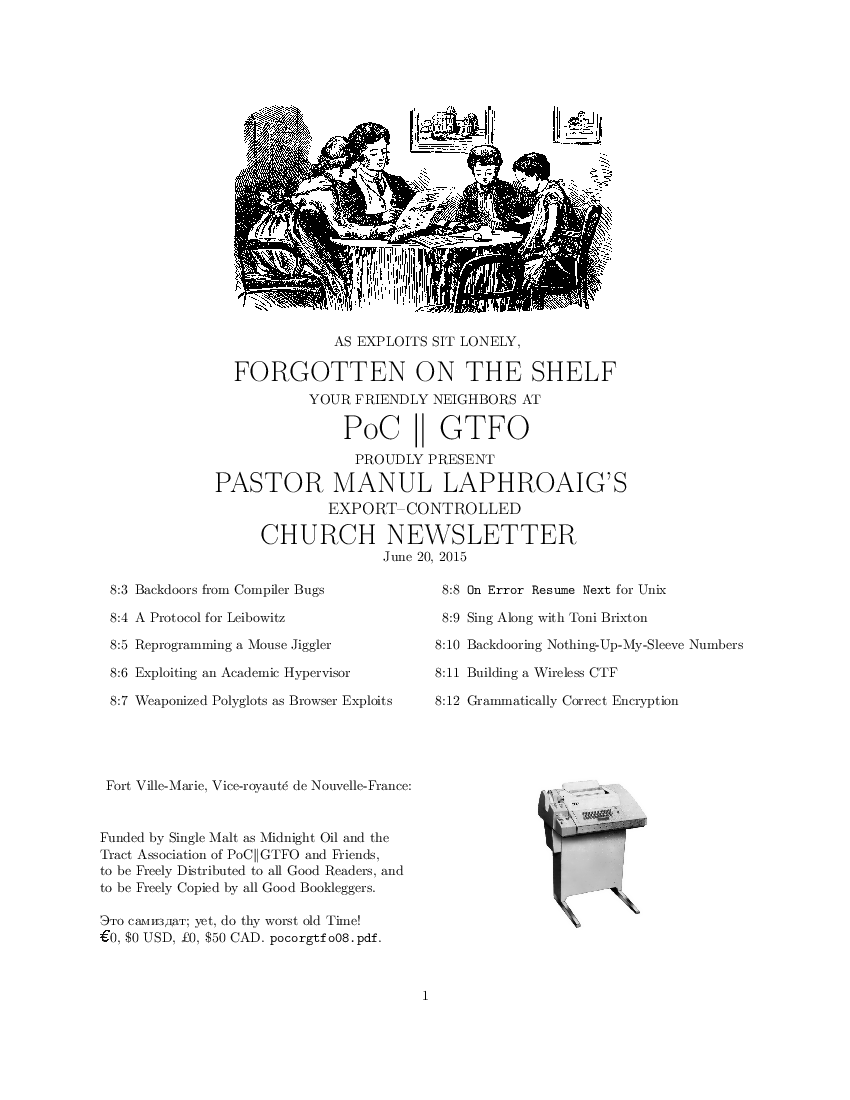 AS EXPLOITS SIT LONELY,
FORGOTTEN ON THE SHELF
YOUR FRIENDLY NEIGHBORS AT
PoC ∥ GTFO
PROUDLY PRESENT
PASTOR MANUL LAPHROAIG'S
EXPORT–CONTROLLED
CHURCH NEWSLETTER
June 20, 2015
8:3 Backdoors from Compiler Bugs
8:4 A Protocol for Leibowitz
8:5 Reprogramming a Mouse Jiggler
8:6 Exploiting an Academic Hypervisor
8:7 Weaponized Polyglots as Browser Exploits
8:8 On Error Resume Next for Unix
8:9 Sing Along with Toni Brixton
8:10 Backdooring Nothing-Up-My-Sleeve Numbers
8:11 Building a Wireless CTF
8:12 Grammatically Correct Encryption
Fort Ville-Marie, Vice-royauté de Nouvelle-France:
Funded by Single Malt as Midnight Oil and the
Tract Association of PoC∥GTFO and Friends,
to be Freely Distributed to all Good Readers, and
to be Freely Copied by all Good Bookleggers.
Это самиздат; yet, do thy worst old Time!
€0, $0 USD, £0, $50 CAD. pocorgtfo08.pdf.
1